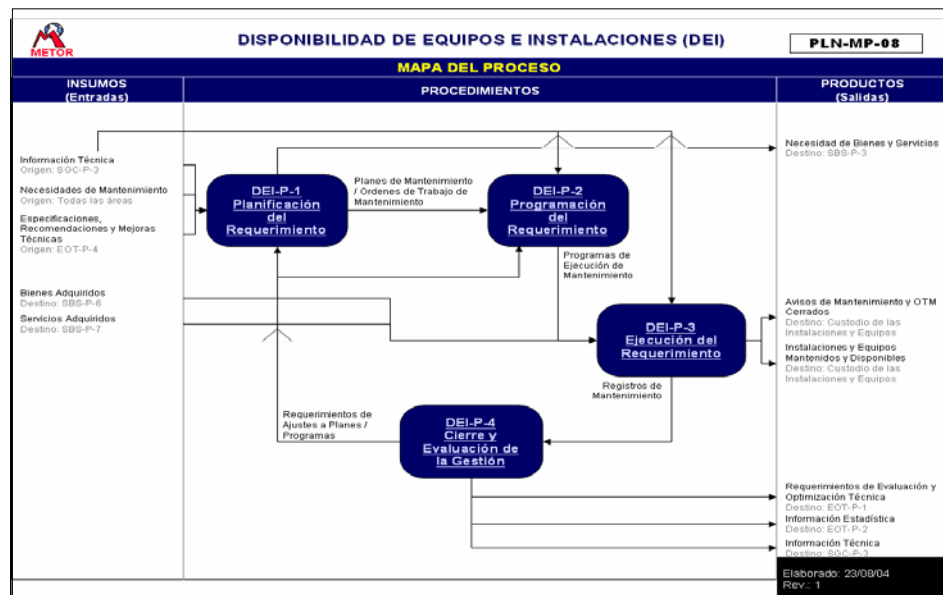 METOR
DISPONIBILIDAD DE EQUIPOS E INSTALACIONES (DEI)
PLN-MP-08
MAPA DEL PROCESO
INSUMOS
(Entradas)
PROCEDIMIENTOS
PRODUCTOS
(Salidas)
Información Técnica
Origen: SGC-P-3
Necesidades de Mantenimiento
Origen: Todas las áreas
Especificaciones,
Recomendaciones y Mejoras
Técnicas
Origen: EOT-P-4
Bienes Adquiridos
Destino: SBS-P-6
Servicios Adquiridos
Destino: SBS-P-7
DEI-P-1
Planificación
del
Requerimiento
Planes de Mantenimiento
/ Órdenes de Trabajo de
Mantenimiento
DEI-P-2
Programación
del
Requerimiento
Programas de
Ejecución de
Mantenimiento
DEI-P-3
Ejecución del
Requerimiento
Registros de
Mantenimiento
Requerimientos de
Ajustes a Planes /
Programas
DEI-P-4
Cierre y
Evaluación de
la Gestión
Necesidad de Bienes y Servicios
Destino: SBS-P-3
Avisos de Mantenimiento y OTM
Cerrados
Destino: Custodio de las
Instalaciones y Equipos
Instalaciones y Equipos
Mantenidos y Disponibles
Destino: Custodio de las
Instalaciones y Equipos
Requerimientos de Evaluación y
Optimización Técnica
Destino: EOT-P-1
Información Estadística
Destino: EOT-P-2
Información Técnica
Destino: SGC-P-3
Elaborado: 23/08/04
Rev.: 1